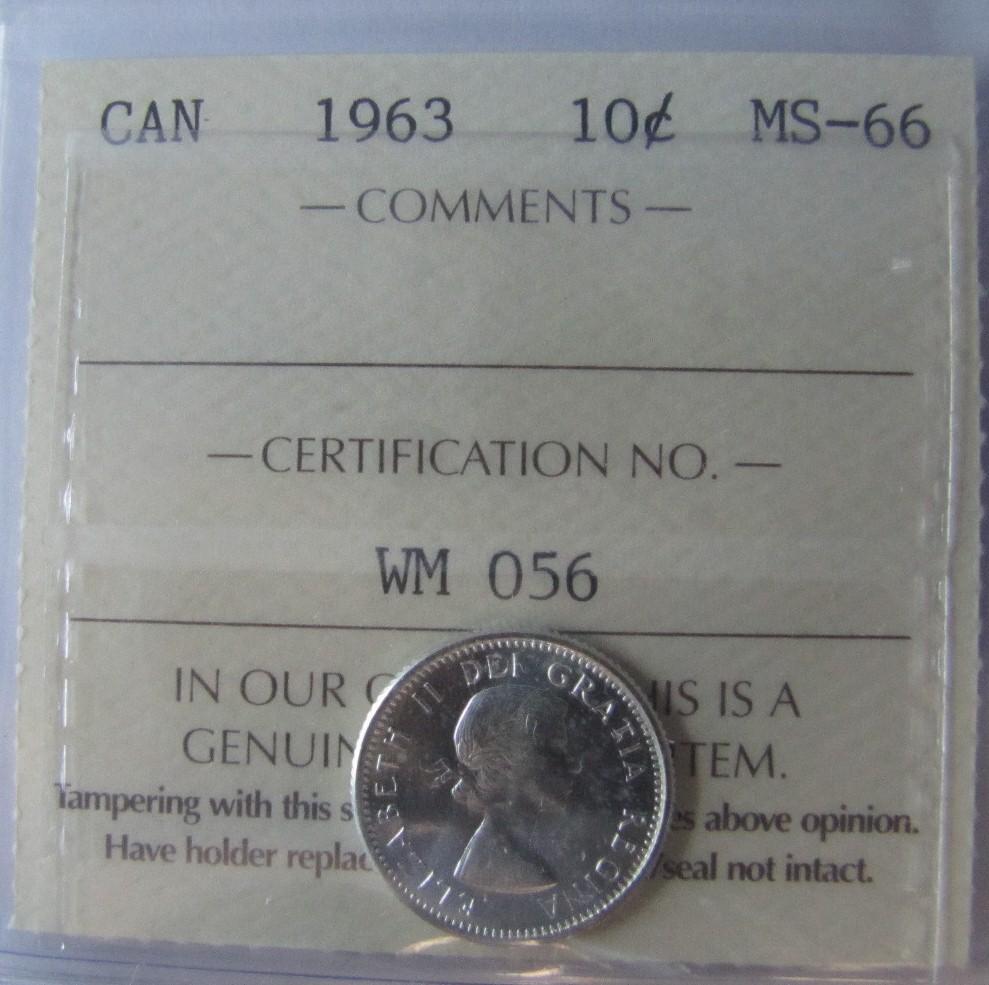 CAN 1963 10¢ MS-66
— COMMENTS —
— CERTIFICATION NO. —
WM 056
IN OUR IS IS A
GENUIN TEM.
Tampering with this s es above opinion.
Have holder replac /seal not intact.
ELIZABETH II DEI GRATIA REGINA